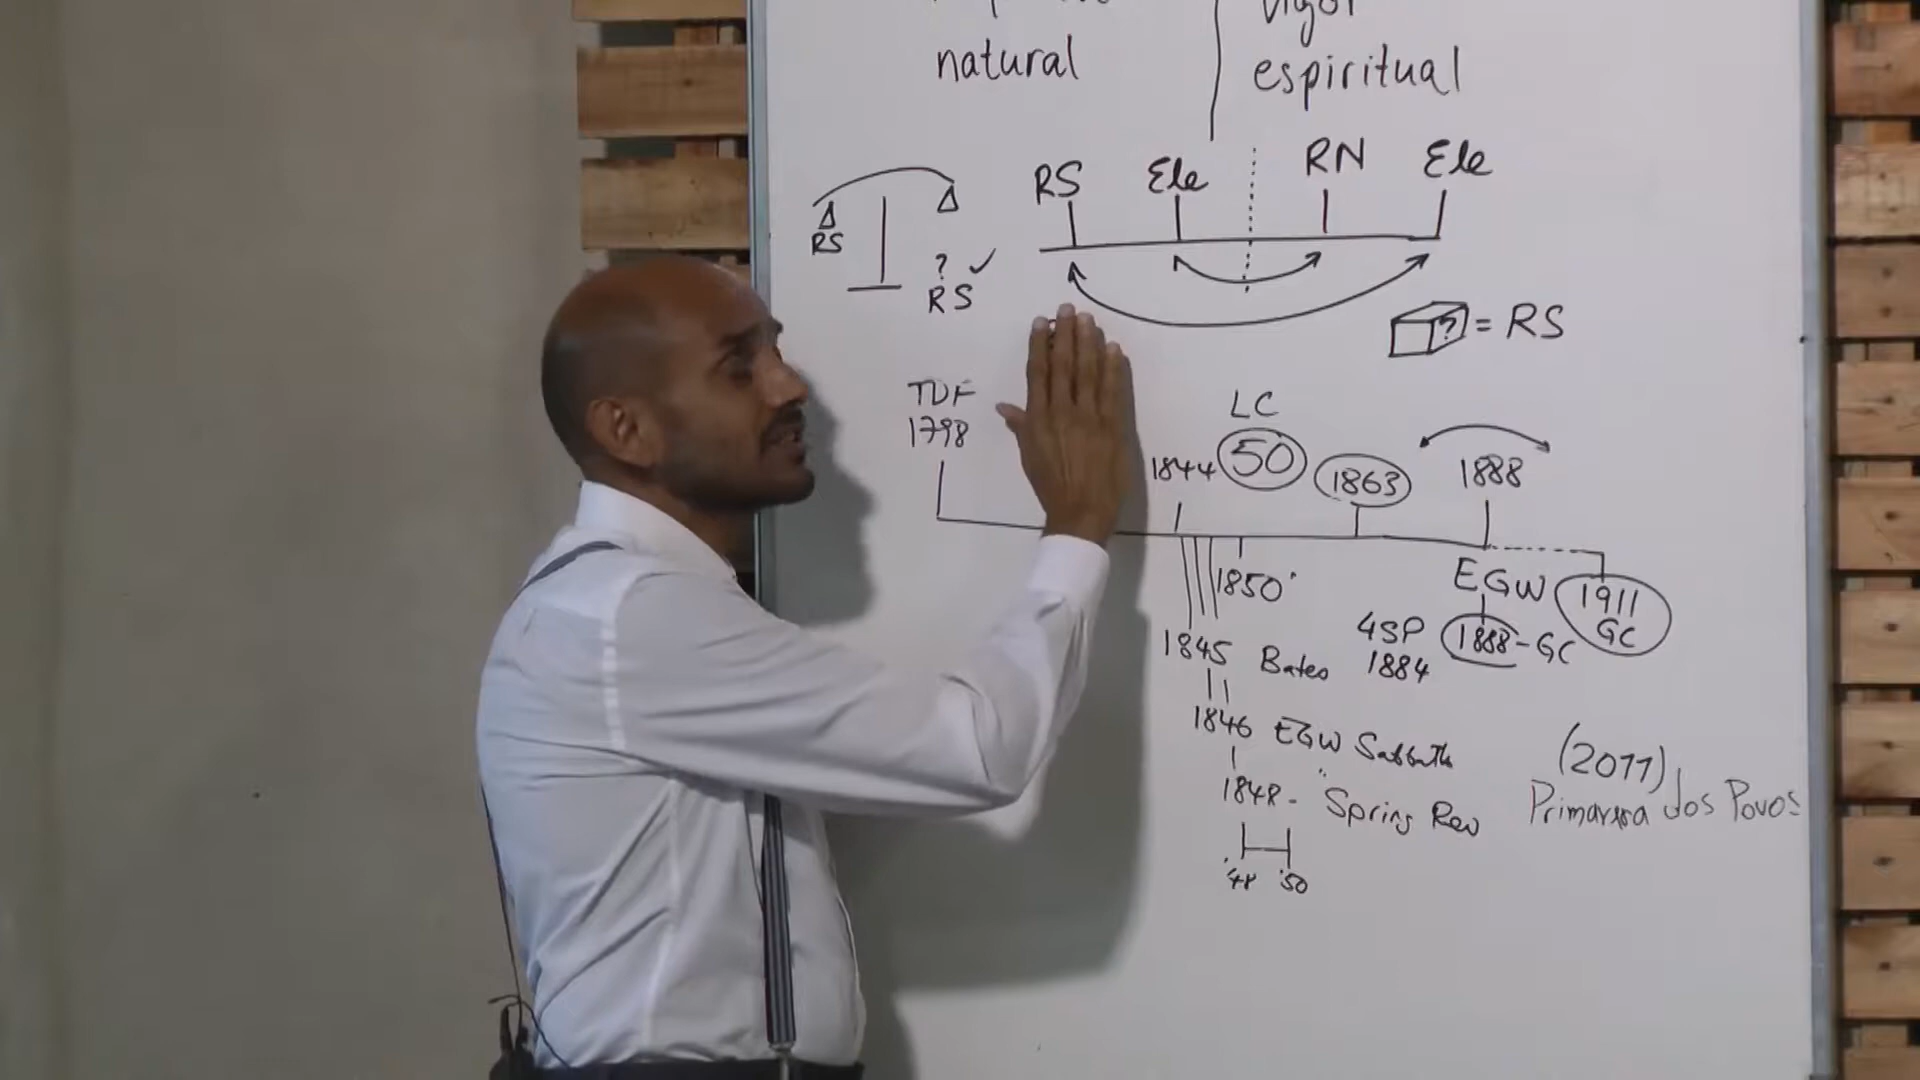 natural
vigor
espiritual
RS Ele RN Ele
RS
? ✓
RS
? = RS
TDF
1798
1844
LC
50
1863
1888
1850
1845 Bates
1846 EGW Sabbath
1848- Spring Rev
'48 '50
EGW
4SP
1884
1888-GC
1911
GC
(2011)
Primavera dos Povos